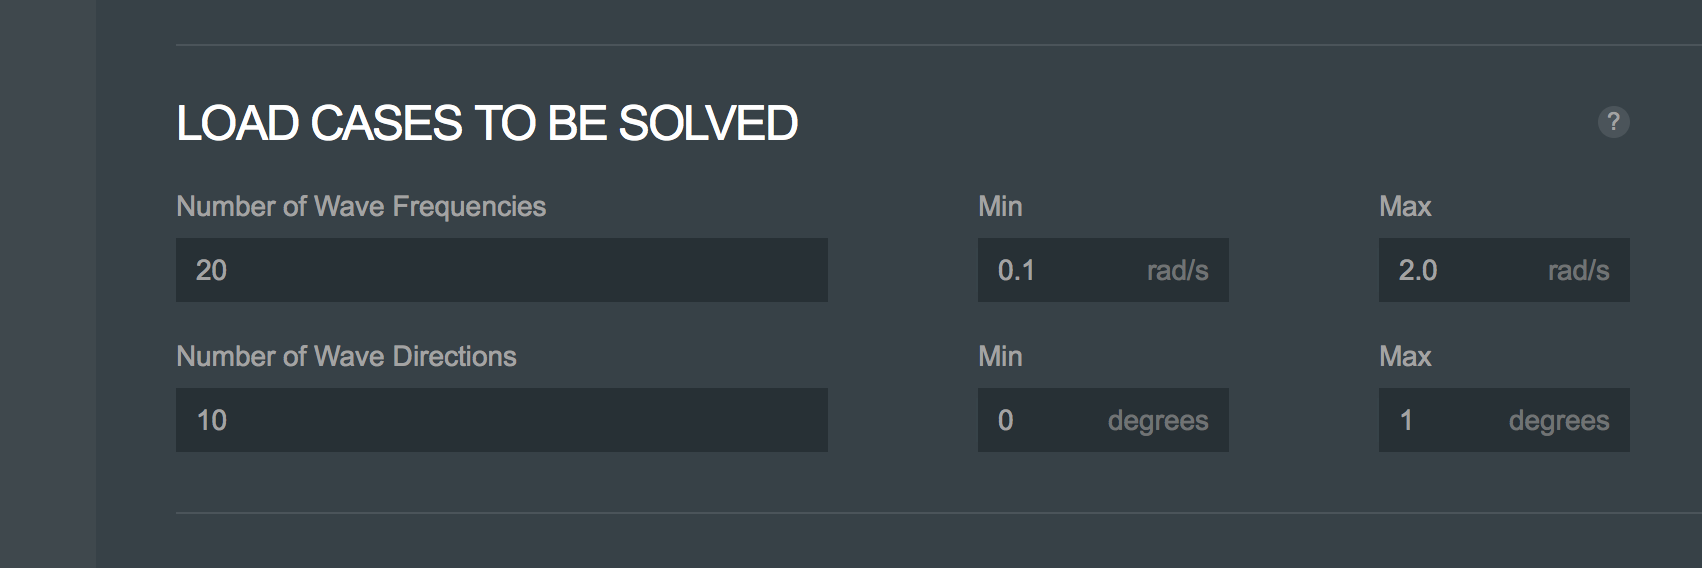 LOAD CASES TO BE SOLVED ?
Number of Wave Frequencies Min Max
20 0.1 rad/s 2.0 rad/s
Number of Wave Directions Min Max
10 0 degrees 1 degrees